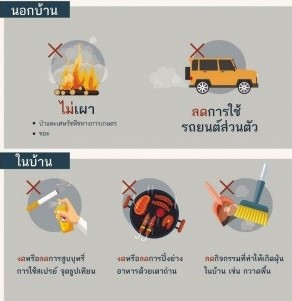 นอกบ้าน
ไม่เผา
• ป่าและเศษวัชพืชทางการเกษตร
• ขยะ
ลดการใช้
รถยนต์ส่วนตัว
ในบ้าน
งดหรือลดการสูบบุหรี่
การใช้สเปรย์ จุดธูปเทียน
งดหรือลดการปิ้งย่าง
อาหารด้วยเตาถ่าน
ลดกิจกรรมที่ทำให้เกิดฝุ่น
ในบ้าน เช่น กวาดพื้น